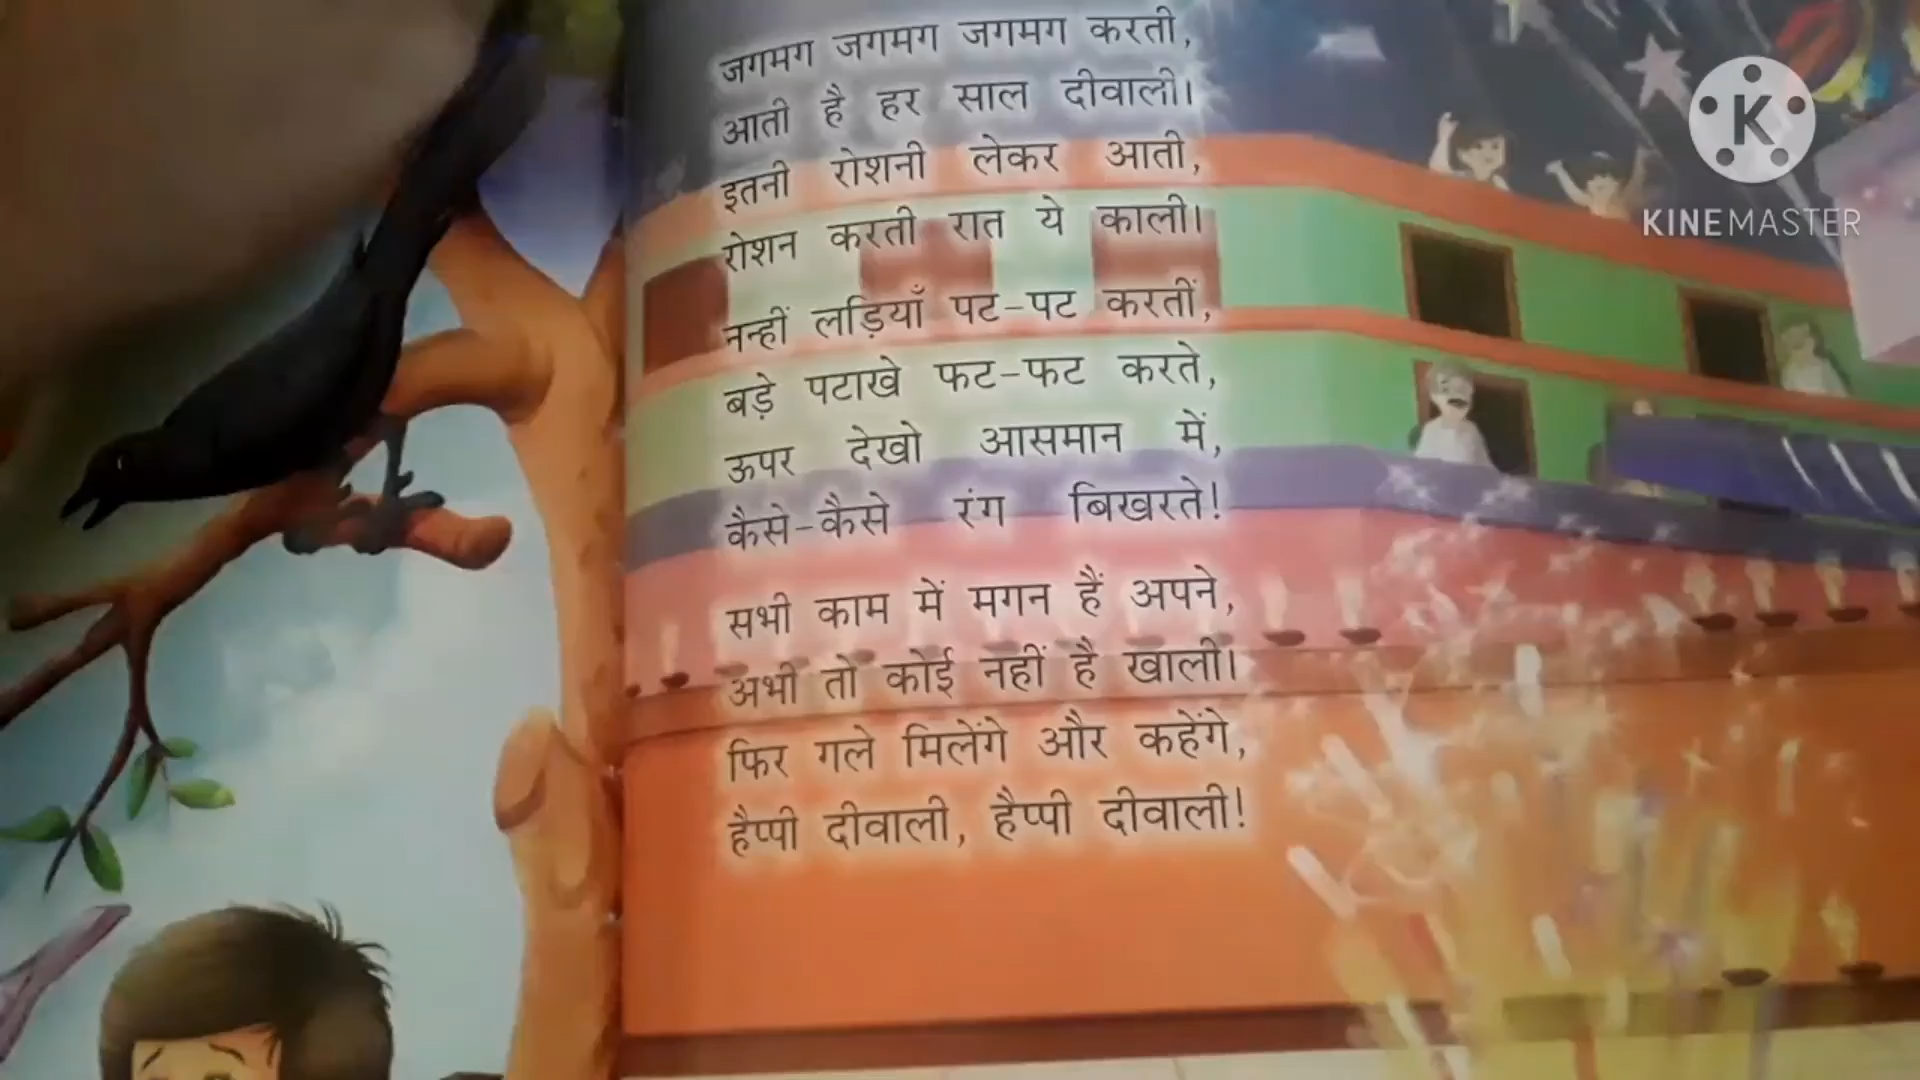 जगमग जगमग जगमग करती,
आती है हर साल दीवाली।
इतनी रोशनी लेकर आती,
रोशन करती रात ये काली।
नन्हीं लड़ियाँ पट-पट करतीं,
बड़े पटाखे फट-फट करते,
ऊपर देखो आसमान में,
कैसे-कैसे रंग बिखरते!
सभी काम में मगन हैं अपने,
अभी तो कोई नहीं है खाली।
फिर गले मिलेंगे और कहेंगे,
हैप्पी दीवाली, हैप्पी दीवाली!
K
KINEMASTER